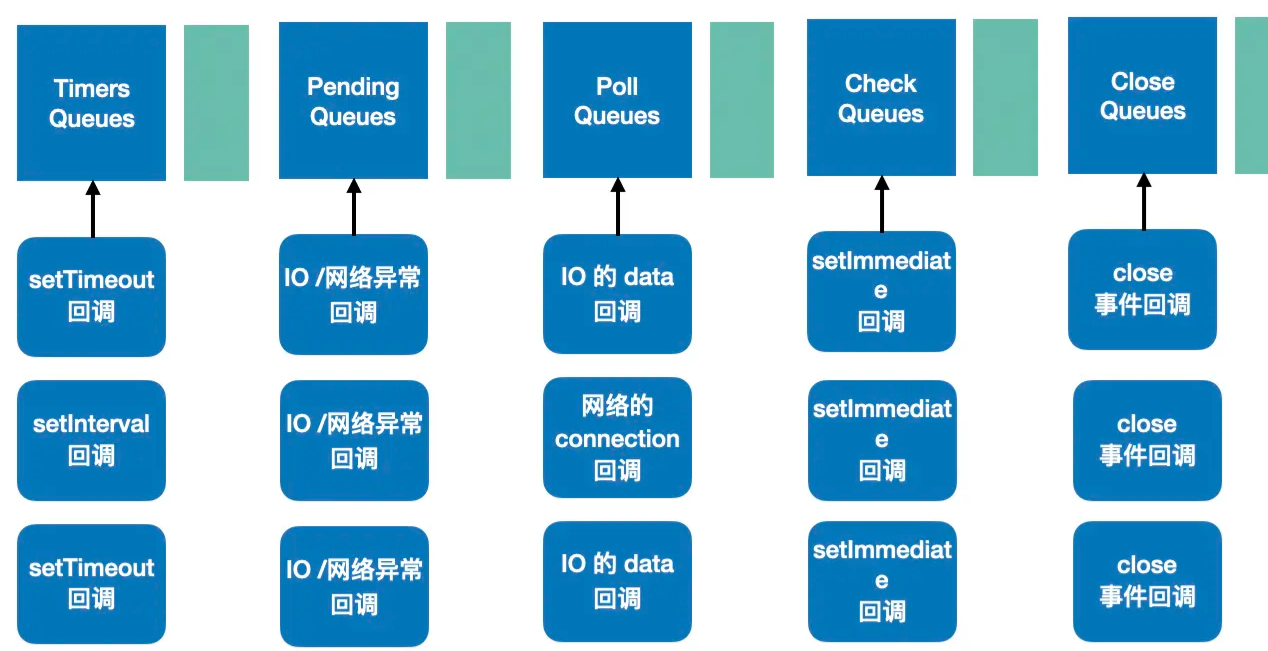 Timers
Queues
Pending
Queues
Poll
Queues
Check
Queues
Close
Queues
setTimeout
回调
IO /网络异常
回调
IO 的 data
回调
setImmediat
e
回调
close
事件回调
setInterval
回调
IO /网络异常
回调
网络的
connection
回调
setImmediat
e
回调
close
事件回调
setTimeout
回调
IO /网络异常
回调
IO 的 data
回调
setImmediat
e
回调
close
事件回调